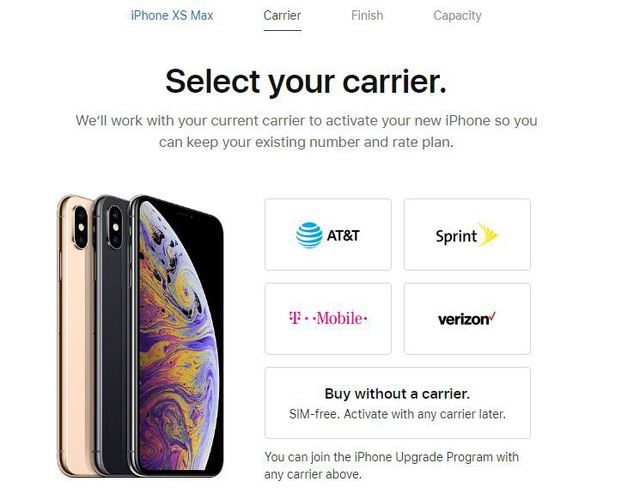 iPhone XS Max Carrier Finish Capacity
Select your carrier.
We’ll work with your current carrier to activate your new iPhone so you
can keep your existing number and rate plan.
AT&T Sprint
T··Mobile· verizon✓
Buy without a carrier.
SIM-free. Activate with any carrier later.
You can join the iPhone Upgrade Program with
any carrier above.